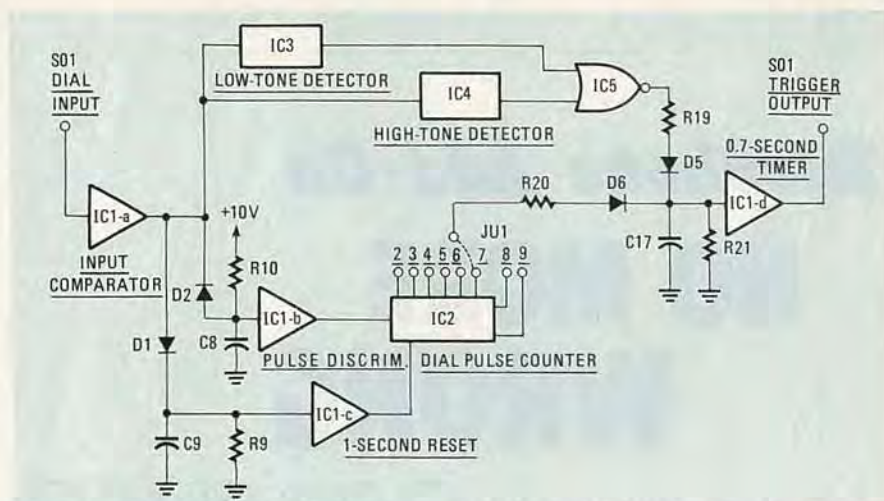 S01
DIAL
INPUT
IC3
LOW-TONE DETECTOR
IC4
HIGH-TONE DETECTOR
IC5
R19
D5
S01
TRIGGER
OUTPUT
0.7-SECOND
TIMER
IC1-a
INPUT
COMPARATOR
+10V
R10
D2
C8
IC1-b
PULSE DISCRIM.
D1
C9
R9
IC1-c
1-SECOND RESET
R20
D6
JU1
2 3 4 5 6 7 8 9
IC2
DIAL PULSE COUNTER
C17
R21
IC1-d